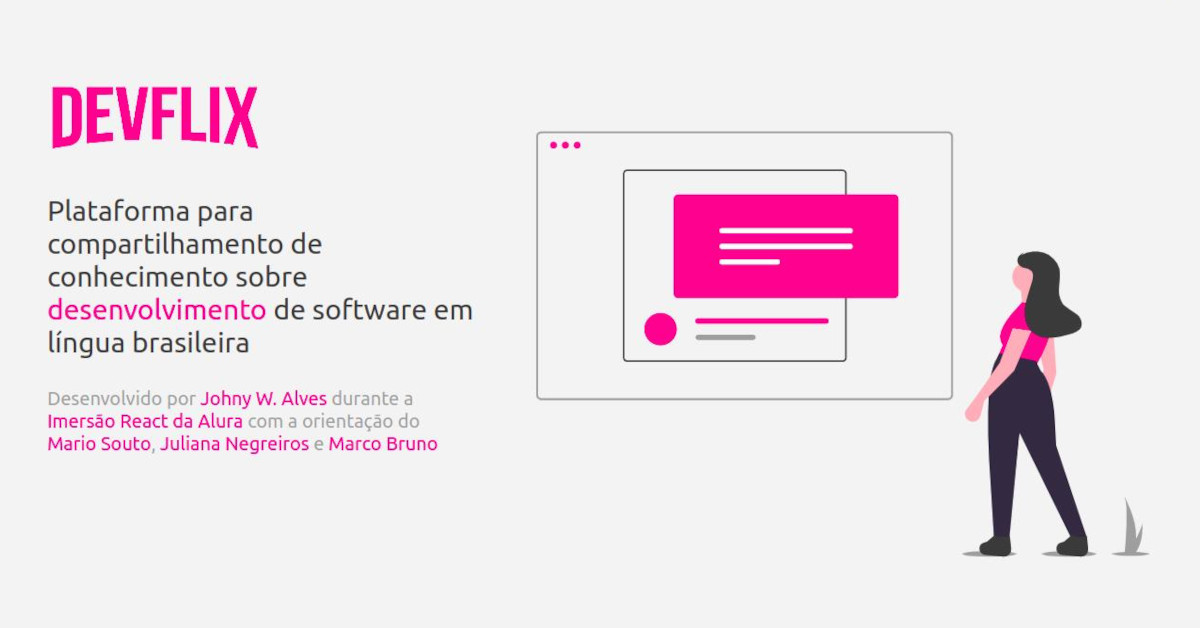 DEVFLIX
Plataforma para
compartilhamento de
conhecimento sobre
desenvolvimento de software em
língua brasileira
Desenvolvido por Johny W. Alves durante a
Imersão React da Alura com a orientação do
Mario Souto, Juliana Negreiros e Marco Bruno